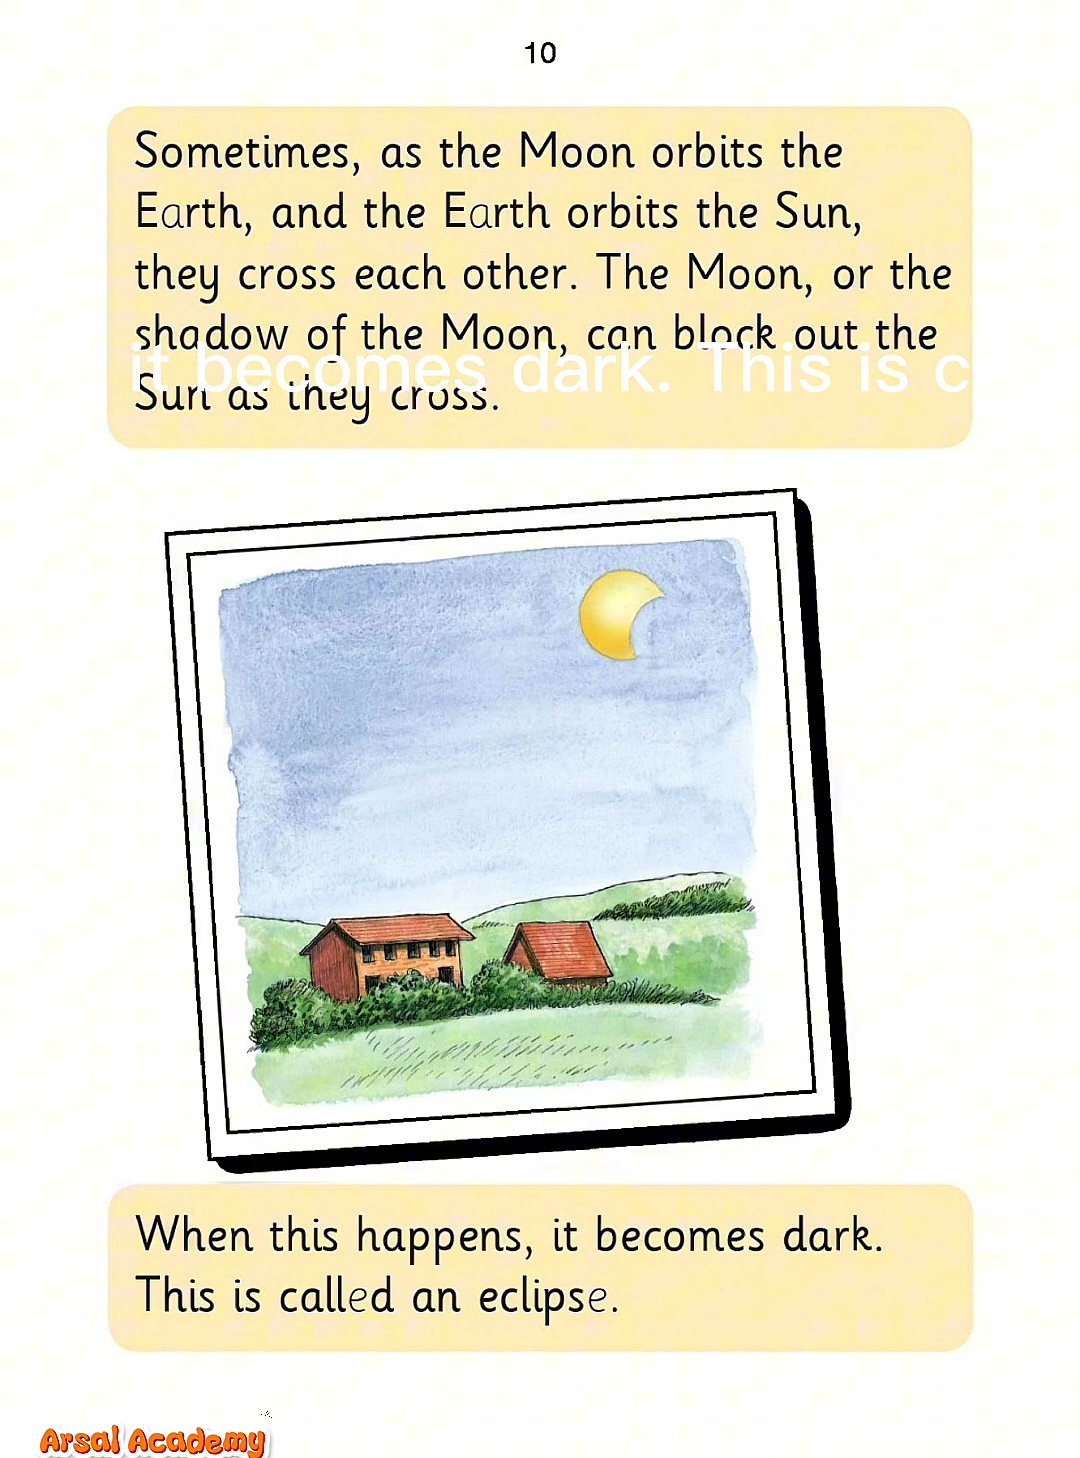 10
Sometimes, as the Moon orbits the
Earth, and the Earth orbits the Sun,
they cross each other. The Moon, or the
shadow of the Moon, can block out the
it becomes dark. This is c
Sun as they cross.
When this happens, it becomes dark.
This is called an eclipse.
Arsal Academy